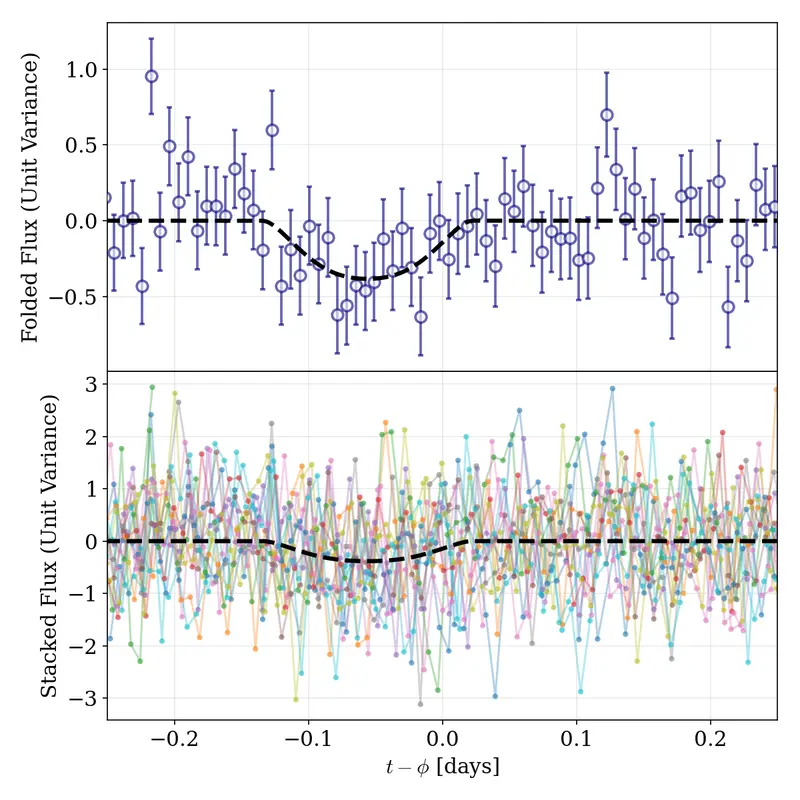 Folded Flux (Unit Variance)
1.0
0.5
0.0
−0.5
Stacked Flux (Unit Variance)
3
2
1
0
−1
−2
−3
−0.2 −0.1 0.0 0.1 0.2
t − ϕ [days]